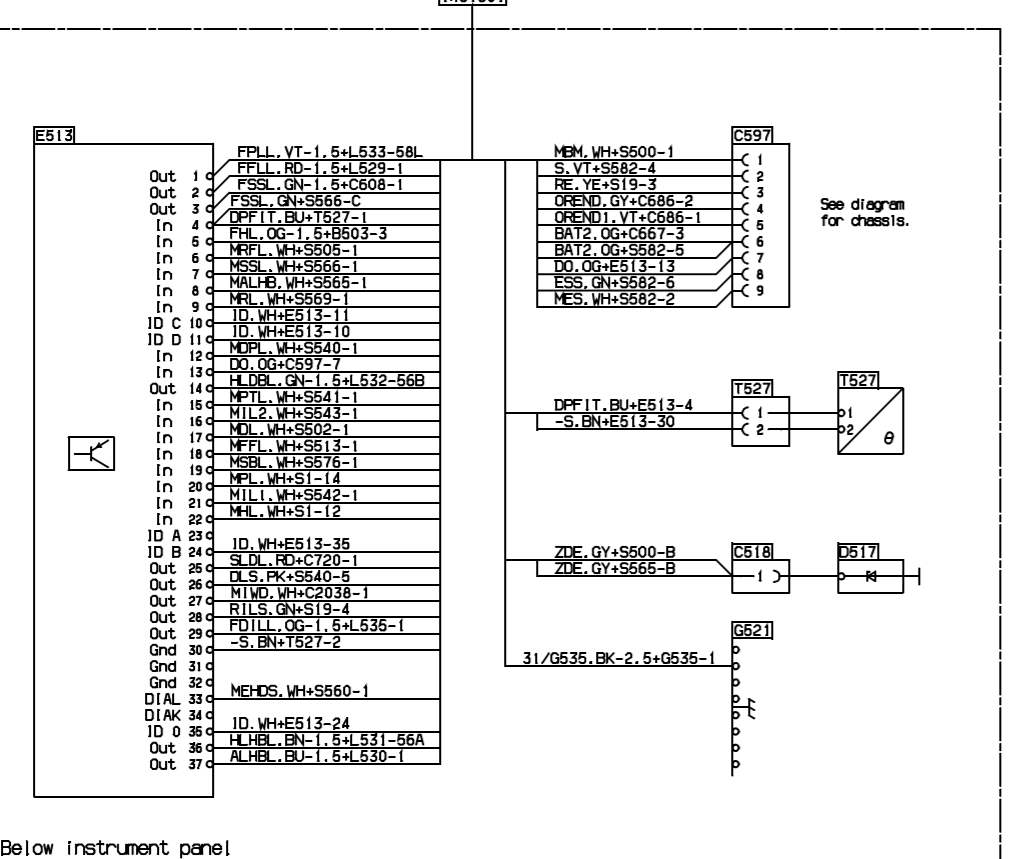 E513
FPLL.VT-1.5+L533-58L
FFLL.RD-1.5+L529-1
FSSL.GN-1.5+C608-1
FSSL.GN+S566-C
DPFIT.BU+T527-1
FHL.OG-1.5+B503-3
MRFL.WH+S505-1
MSSL.WH+S566-1
MALHB.WH+S565-1
MRL.WH+S569-1
ID.WH+E513-11
ID.WH+E513-10
MDPL.WH+S540-1
DO.OG+C597-7
HLDBL.GN-1.5+L532-56B
MPTL.WH+S541-1
MIL2.WH+S543-1
MDL.WH+S502-1
MFFL.WH+S513-1
MSBL.WH+S576-1
MPL.WH+S1-14
MIL1.WH+S542-1
MHL.WH+S1-12
ID.WH+E513-35
SLDL.RD+C720-1
DLS.PK+S540-5
MIWD.WH+C2038-1
RILS.GN+S19-4
FDILL.OG-1.5+L535-1
-S.BN+T527-2
MEHDS.WH+S560-1
ID.WH+E513-24
HLHBL.BN-1.5+L531-56A
ALHBL.BU-1.5+L530-1
Out 1
Out 2
Out 3
In 4
In 5
In 6
In 7
In 8
In 9
ID C 10
ID D 11
In 12
In 13
Out 14
In 15
In 16
In 17
In 18
In 19
In 20
In 21
In 22
ID A 23
ID B 24
Out 25
Out 26
Out 27
Out 28
Out 29
Gnd 30
Gnd 31
Gnd 32
DIAL 33
DIAK 34
ID 0 35
Out 36
Out 37
C597
MBM.WH+S500-1
S.VT+S582-4
RE.YE+S19-3
OREND.GY+C686-2
OREND1.VT+C686-1
BAT2.OG+C667-3
BAT2.OG+S582-5
DO.OG+E513-13
ESS.GN+S582-6
MES.WH+S582-2
1
2
3
4
5
6
7
8
9
See diagram
for chassis.
T527
T527
DPFIT.BU+E513-4
-S.BN+E513-30
1
2
1
2
θ
C518
D517
ZDE.GY+S500-B
ZDE.GY+S565-B
1
G521
31/G535.BK-2.5+G535-1
Below instrument panel